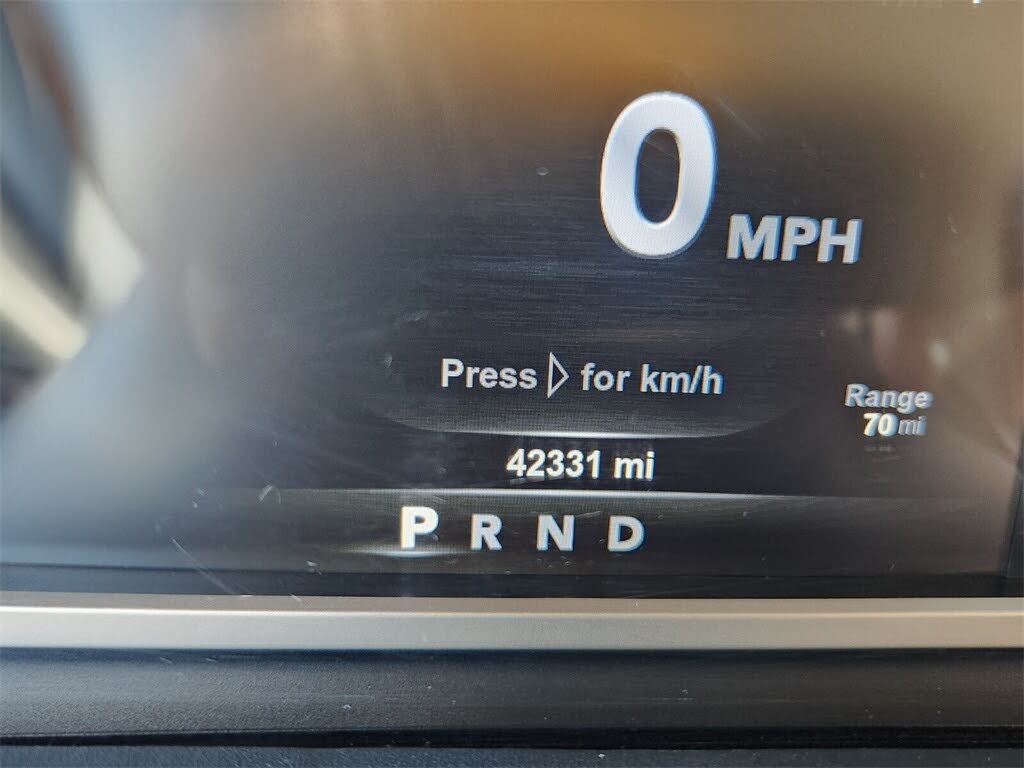 0 MPH
Press ▷ for km/h
Range
70 mi
42331 mi
P R N D